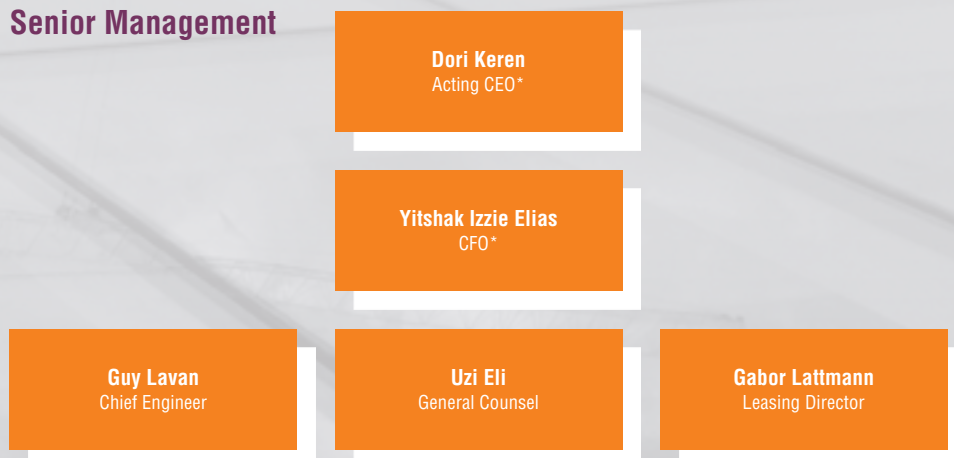 Senior Management
Dori Keren
Acting CEO*
Yitshak Izzie Elias
CFO*
Guy Lavan
Chief Engineer
Uzi Eli
General Counsel
Gabor Lattmann
Leasing Director